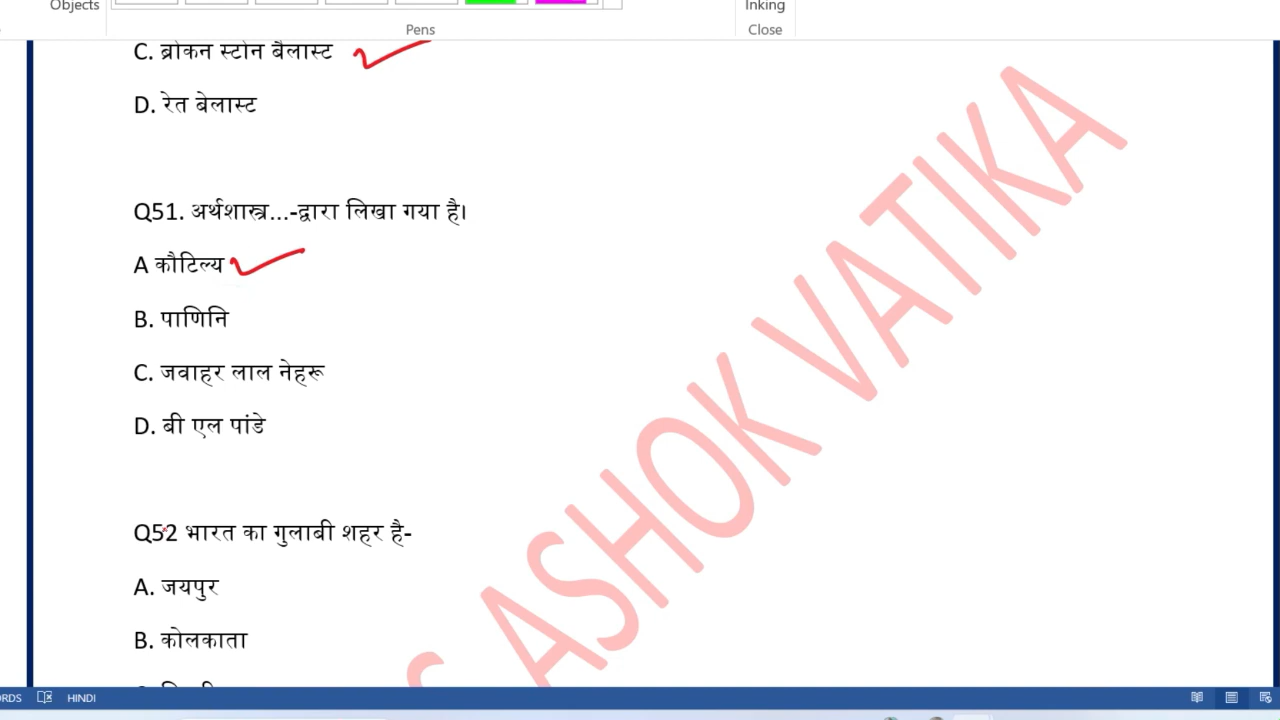 Objects
Pens
Inking
Close
C. ब्रोकन स्टोन बैलास्ट
D. रेत बेलास्ट
Q51. अर्थशास्त्र...-द्वारा लिखा गया है।
A कौटिल्य
B. पाणिनि
C. जवाहर लाल नेहरू
D. बी एल पांडे
Q52 भारत का गुलाबी शहर है-
A. जयपुर
B. कोलकाता
ASHOK VATIKA
HINDI